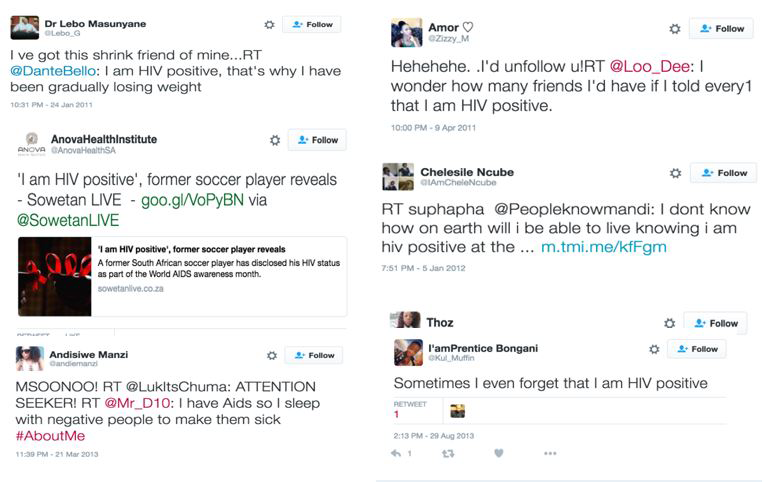 Dr Lebo Masunyane
@Lebo_G
Follow
I ve got this shrink friend of mine...RT
@DanteBello: I am HIV positive, that's why I have
been gradually losing weight
10:31 PM - 24 Jan 2011
ANOVA
AnovaHealthInstitute
@AnovaHealthSA
Follow
'I am HIV positive', former soccer player reveals
- Sowetan LIVE - goo.gl/VoPyBN via
@SowetanLIVE
'I am HIV positive', former soccer player reveals
A former South African soccer player has disclosed his HIV status
as part of the World AIDS awareness month.
sowetanlive.co.za
Andisiwe Manzi
@andiemanzi
Follow
MSOONOO! RT @LukItsChuma: ATTENTION
SEEKER! RT @Mr_D10: I have Aids so I sleep
with negative people to make them sick
#AboutMe
11:39 PM - 21 Mar 2013
Amor ♡
@Zizzy_M
Follow
Hehehehe. .I'd unfollow u!RT @Loo_Dee: I
wonder how many friends I'd have if I told every1
that I am HIV positive.
10:00 PM - 9 Apr 2011
Chelesile Ncube
@IAmCheleNcube
Follow
RT suphapha @Peopleknowmandi: I dont know
how on earth will i be able to live knowing i am
hiv positive at the ... m.tmi.me/kfFgm
7:51 PM - 5 Jan 2012
Thoz
Follow
I'amPrentice Bongani
@Kul_Muffin
Follow
Sometimes I even forget that I am HIV positive
RETWEET
1
2:13 PM - 29 Aug 2013
1